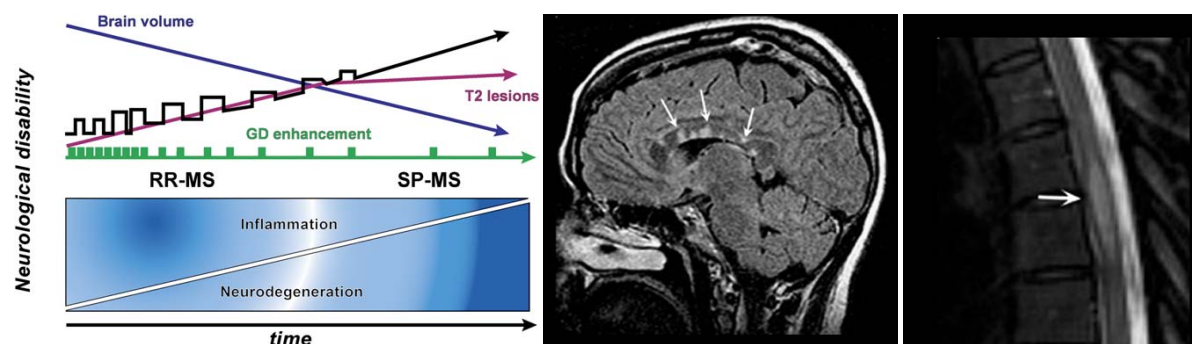 Brain volume
T2 lesions
GD enhancement
RR-MS
SP-MS
Inflammation
Neurodegeneration
Neurological disability
time